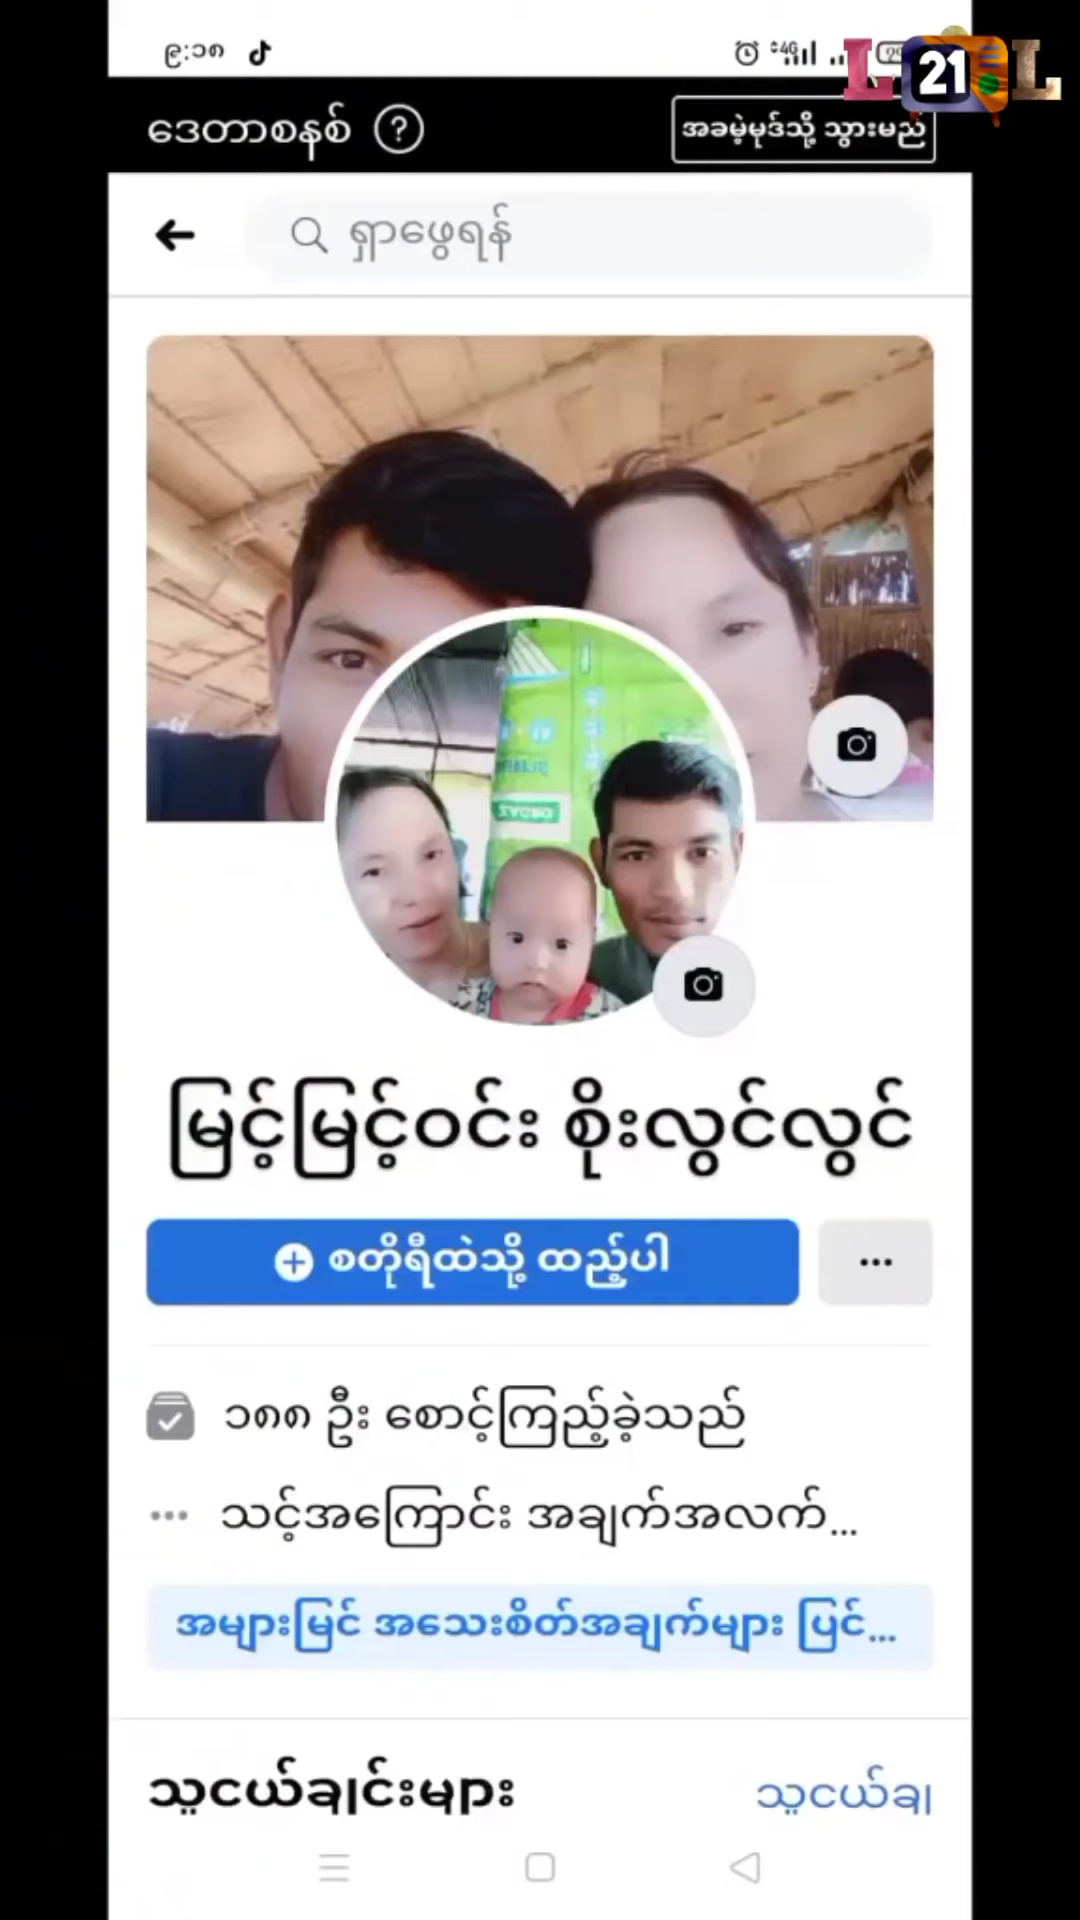 ၉:၁၈
4G
L 21 L
ဒေတာစနစ် ?
အခမဲ့မုဒ်သို့ သွားမည်
ရှာဖွေရန်
မြင့်မြင့်ဝင်း စိုးလွင်လွင်
စတိုရီထဲသို့ ထည့်ပါ
၁၈၈ ဦး စောင့်ကြည့်ခဲ့သည်
သင့်အကြောင်း အချက်အလက်...
အများမြင် အသေးစိတ်အချက်များ ပြင်...
သူငယ်ချင်းများ
သူငယ်ချ